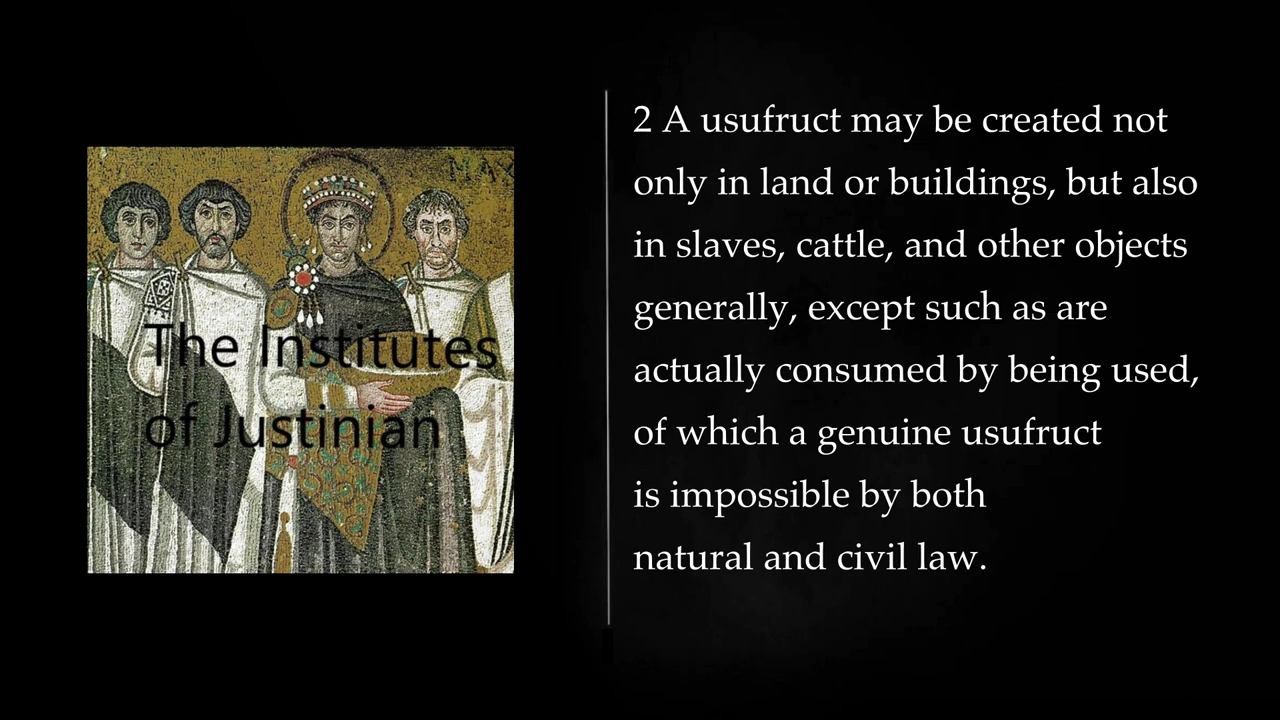 MAX
The Institutes
of Justinian
2 A usufruct may be created not
only in land or buildings, but also
in slaves, cattle, and other objects
generally, except such as are
actually consumed by being used,
of which a genuine usufruct
is impossible by both
natural and civil law.